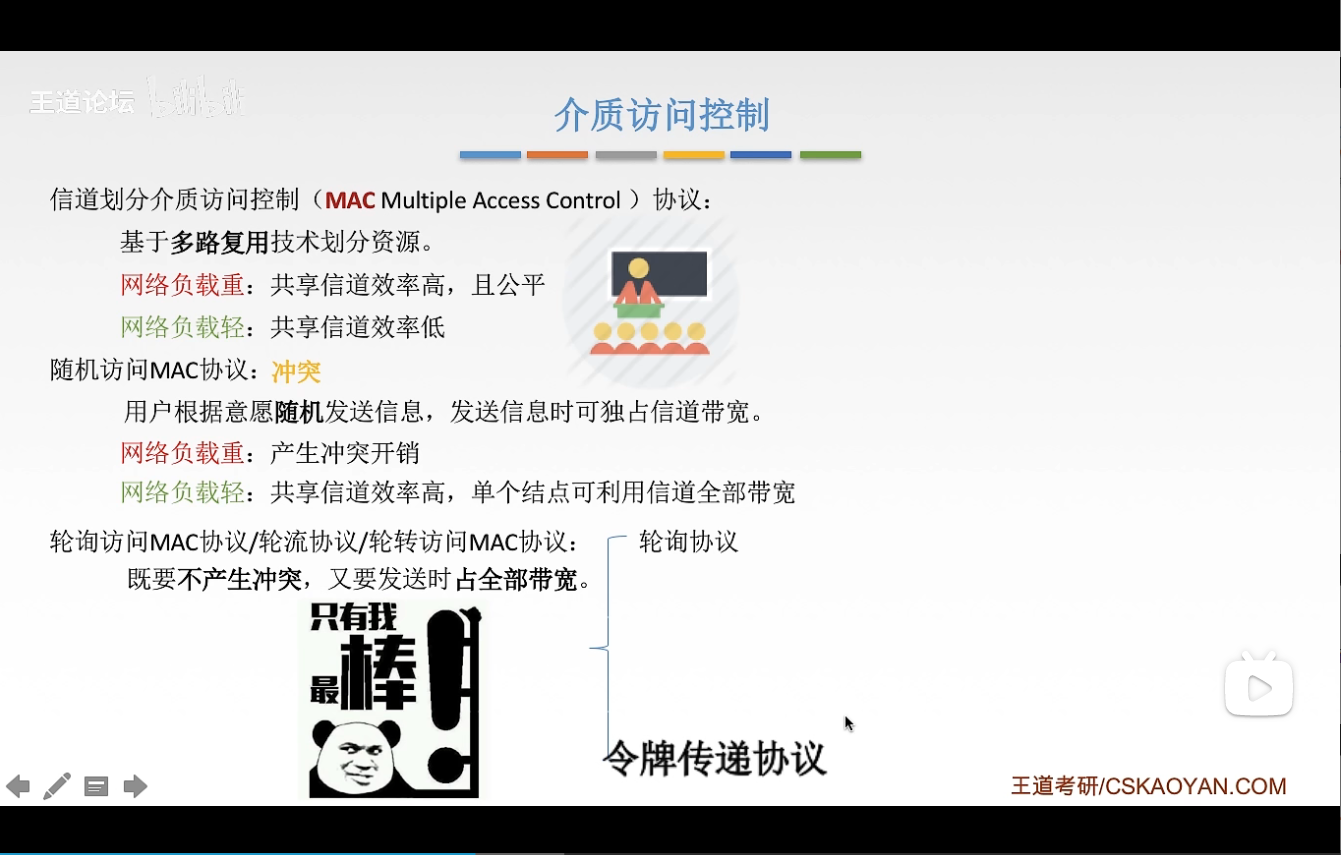 王道论坛 bilibili
介质访问控制
信道划分介质访问控制（MAC Multiple Access Control ）协议：
基于多路复用技术划分资源。
网络负载重：共享信道效率高，且公平
网络负载轻：共享信道效率低
随机访问MAC协议：冲突
用户根据意愿随机发送信息，发送信息时可独占信道带宽。
网络负载重：产生冲突开销
网络负载轻：共享信道效率高，单个结点可利用信道全部带宽
轮询访问MAC协议/轮流协议/轮转访问MAC协议：
轮询协议
既要不产生冲突，又要发送时占全部带宽。
只有我
最棒！
令牌传递协议
王道考研/CSKAOYAN.COM